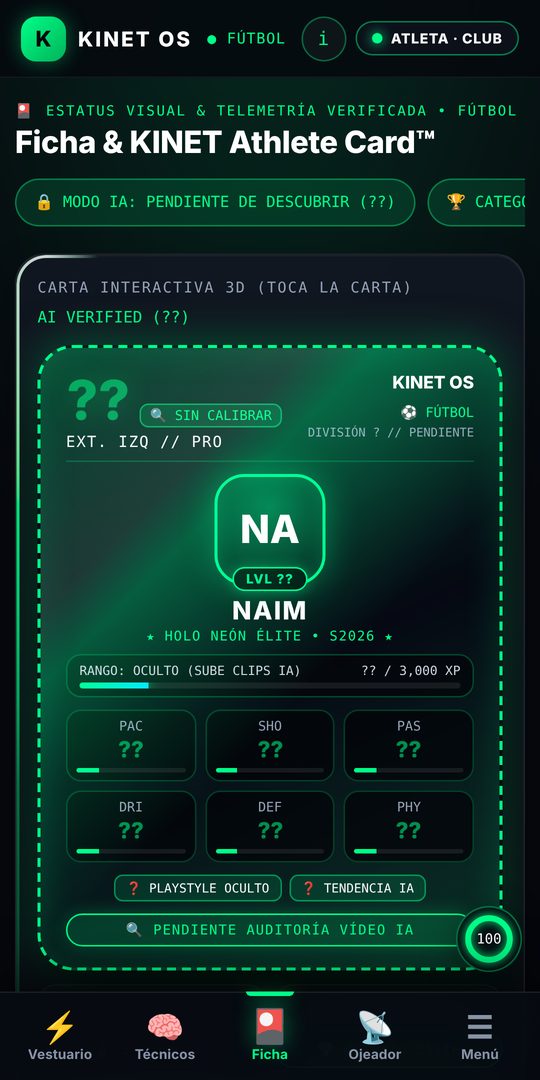 K KINET OS ● FÚTBOL i ATLETA · CLUB
ESTATUS VISUAL & TELEMETRÍA VERIFICADA • FÚTBOL
Ficha & KINET Athlete Card™
MODO IA: PENDIENTE DE DESCUBRIR (??) CATEGO
CARTA INTERACTIVA 3D (TOCA LA CARTA)
AI VERIFIED (??)
?? SIN CALIBRAR
EXT. IZQ // PRO
KINET OS
FÚTBOL
DIVISIÓN ? // PENDIENTE
NA
LVL ??
NAIM
★ HOLO NEÓN ÉLITE • S2026 ★
RANGO: OCULTO (SUBE CLIPS IA) ?? / 3,000 XP
PAC SHO PAS
?? ?? ??
DRI DEF PHY
?? ?? ??
❓ PLAYSTYLE OCULTO ❓ TENDENCIA IA
PENDIENTE AUDITORÍA VÍDEO IA
100
Vestuario Técnicos Ficha Ojeador Menú